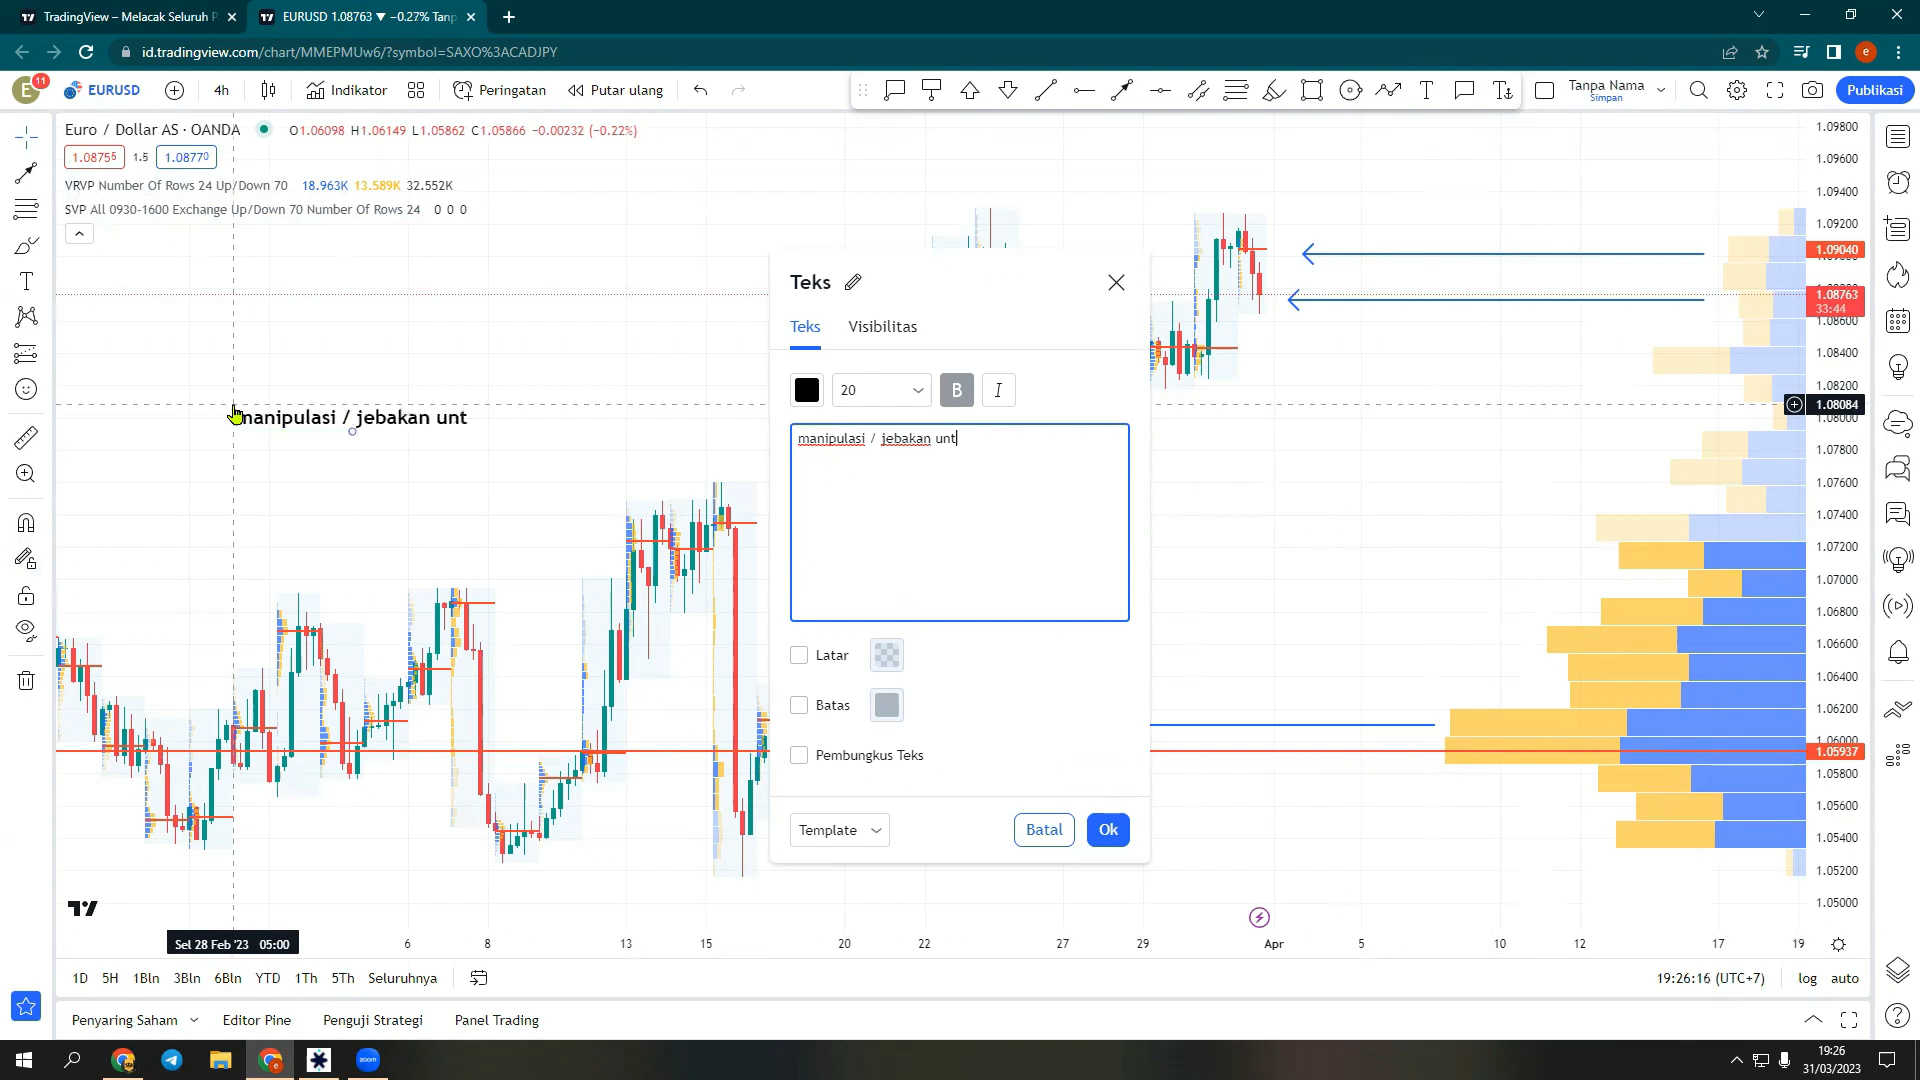 TradingView – Melacak Seluruh P
EURUSD 1.08763 ▼ −0.27% Tanp
id.tradingview.com/chart/MMEPMUw6/?symbol=SAXO%3ACADJPY
e
E
11
EURUSD
4h
Indikator
Peringatan
Putar ulang
Tanpa Nama
Simpan
Publikasi
Euro / Dollar AS · OANDA
O1.06098 H1.06149 L1.05862 C1.05866 −0.00232 (−0.22%)
1.08755
1.5
1.08770
VRVP Number Of Rows 24 Up/Down 70 18.963K 13.589K 32.552K
SVP All 0930-1600 Exchange Up/Down 70 Number Of Rows 24 0 0 0
manipulasi / jebakan unt
Teks
Teks
Visibilitas
20
B
I
manipulasi / jebakan unt
Latar
Batas
Pembungkus Teks
Template
Batal
Ok
1.09800
1.09600
1.09400
1.09200
1.09040
1.08763
33:44
1.08600
1.08400
1.08200
1.08084
1.08000
1.07800
1.07600
1.07400
1.07200
1.07000
1.06800
1.06600
1.06400
1.06200
1.06000
1.05937
1.05800
1.05600
1.05400
1.05200
1.05000
Sel 28 Feb '23 05:00
6
8
13
15
20
22
27
29
Apr
5
10
12
17
19
1D
5H
1Bln
3Bln
6Bln
YTD
1Th
5Th
Seluruhnya
19:26:16 (UTC+7)
log
auto
Penyaring Saham
Editor Pine
Penguji Strategi
Panel Trading
zoom
19:26
31/03/2023